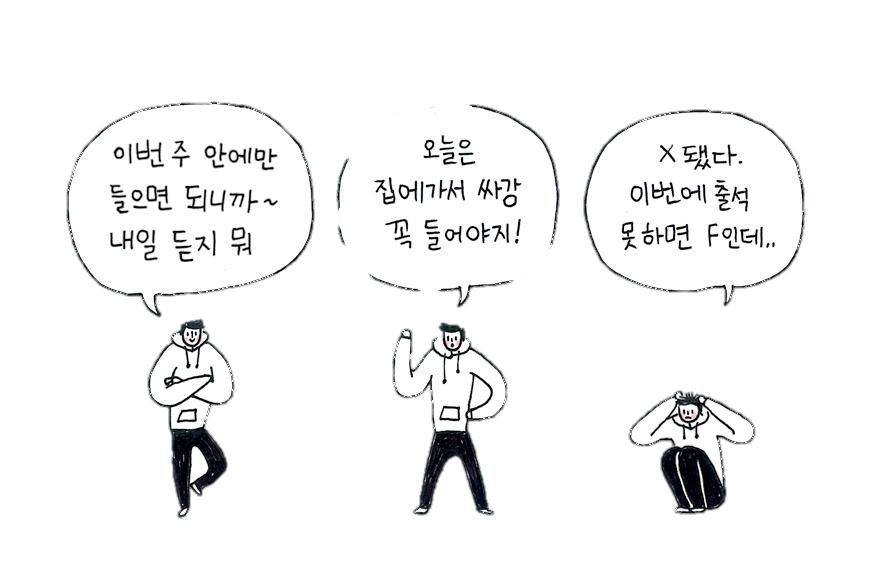 이번 주 안에만
들으면 되니까~
내일 듣지 뭐
오늘은
집에가서 싸강
꼭 들어야지!
X됐다.
이번에 출석
못하면 F인데..